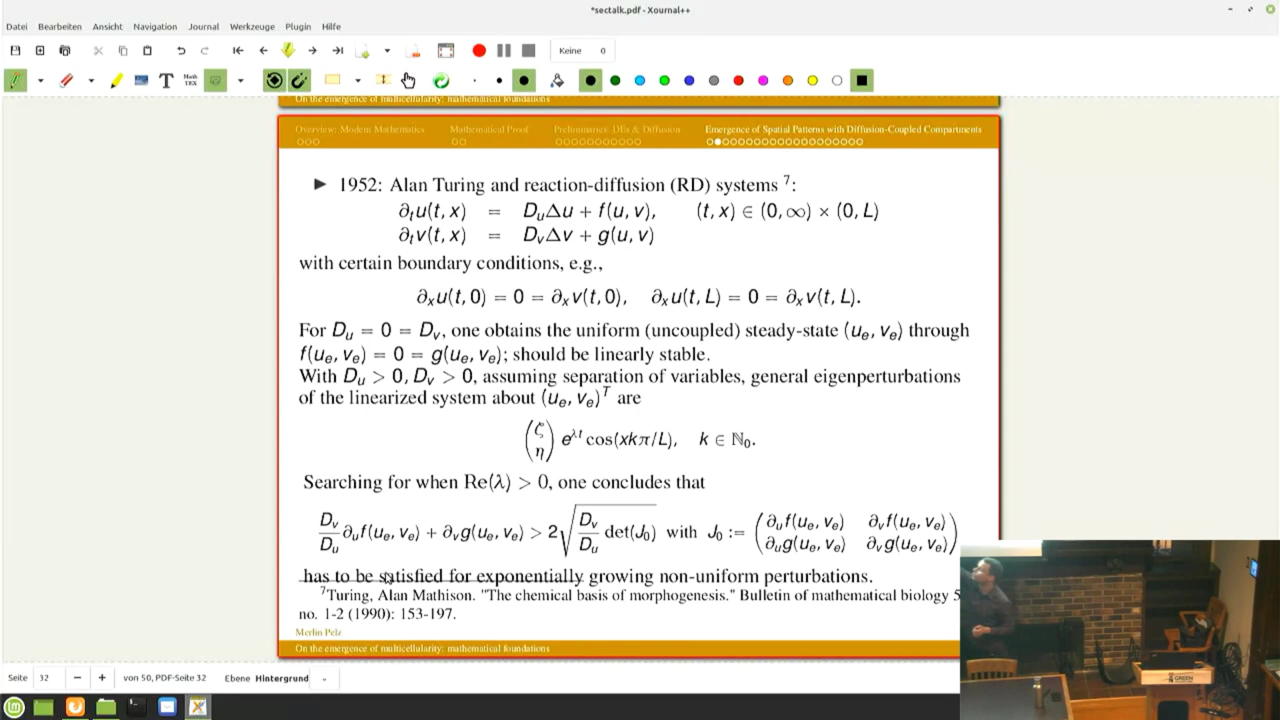 *sectalk.pdf - Xournal++
Datei Bearbeiten Ansicht Navigation Journal Werkzeuge Plugin Hilfe
Keine 0
T Math TEX
On the emergence of multicellularity: mathematical foundations
Overview: Modern Mathematics Mathematical Proof Preliminaries: DEs & Diffusion Emergence of Spatial Patterns with Diffusion-Coupled Compartments
▶ 1952: Alan Turing and reaction-diffusion (RD) systems ⁷:
∂ₜu(t, x) = DᵤΔu + f(u, v), (t, x) ∈ (0, ∞) × (0, L)
∂ₜv(t, x) = DᵥΔv + g(u, v)
with certain boundary conditions, e.g.,
∂ₓu(t, 0) = 0 = ∂ₓv(t, 0), ∂ₓu(t, L) = 0 = ∂ₓv(t, L).
For Dᵤ = 0 = Dᵥ, one obtains the uniform (uncoupled) steady-state (uₑ, vₑ) through
f(uₑ, vₑ) = 0 = g(uₑ, vₑ); should be linearly stable.
With Dᵤ > 0, Dᵥ > 0, assuming separation of variables, general eigenperturbations
of the linearized system about (uₑ, vₑ)ᵀ are
(ζ η) e^{λt} cos(xkπ/L), k ∈ ℕ₀.
Searching for when Re(λ) > 0, one concludes that
Dᵥ/Dᵤ ∂ᵤf(uₑ, vₑ) + ∂ᵥg(uₑ, vₑ) > 2√(Dᵥ/Dᵤ det(J₀)) with J₀ := (∂ᵤf(uₑ, vₑ) ∂ᵥf(uₑ, vₑ) ∂ᵤg(uₑ, vₑ) ∂ᵥg(uₑ, vₑ))
has to be satisfied for exponentially growing non-uniform perturbations.
⁷Turing, Alan Mathison. "The chemical basis of morphogenesis." Bulletin of mathematical biology 5
no. 1-2 (1990): 153-197.
Merlin Pelz
On the emergence of multicellularity: mathematical foundations
GREEN
Seite 32 von 50, PDF-Seite 32 Ebene Hintergrund